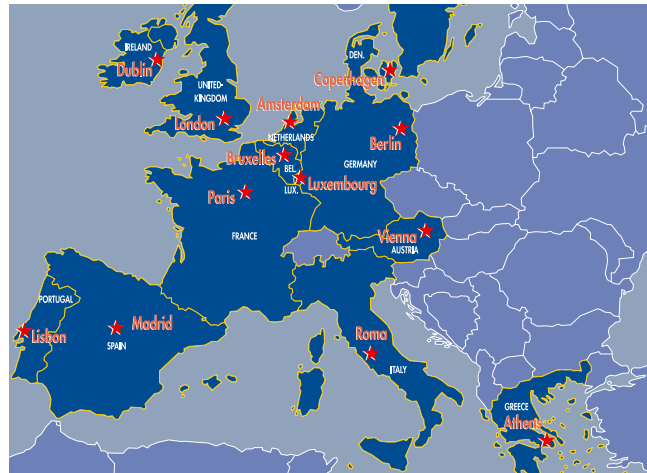 IRELAND
Dublin
UNITED-
KINGDOM
London
DEN.
Copenhagen
Amsterdam
NETHERLANDS
Berlin
Bruxelles
BEL.
GERMANY
Luxembourg
LUX.
Paris
FRANCE
Vienna
AUSTRIA
PORTUGAL
Lisbon
Madrid
SPAIN
Roma
ITALY
GREECE
Athens